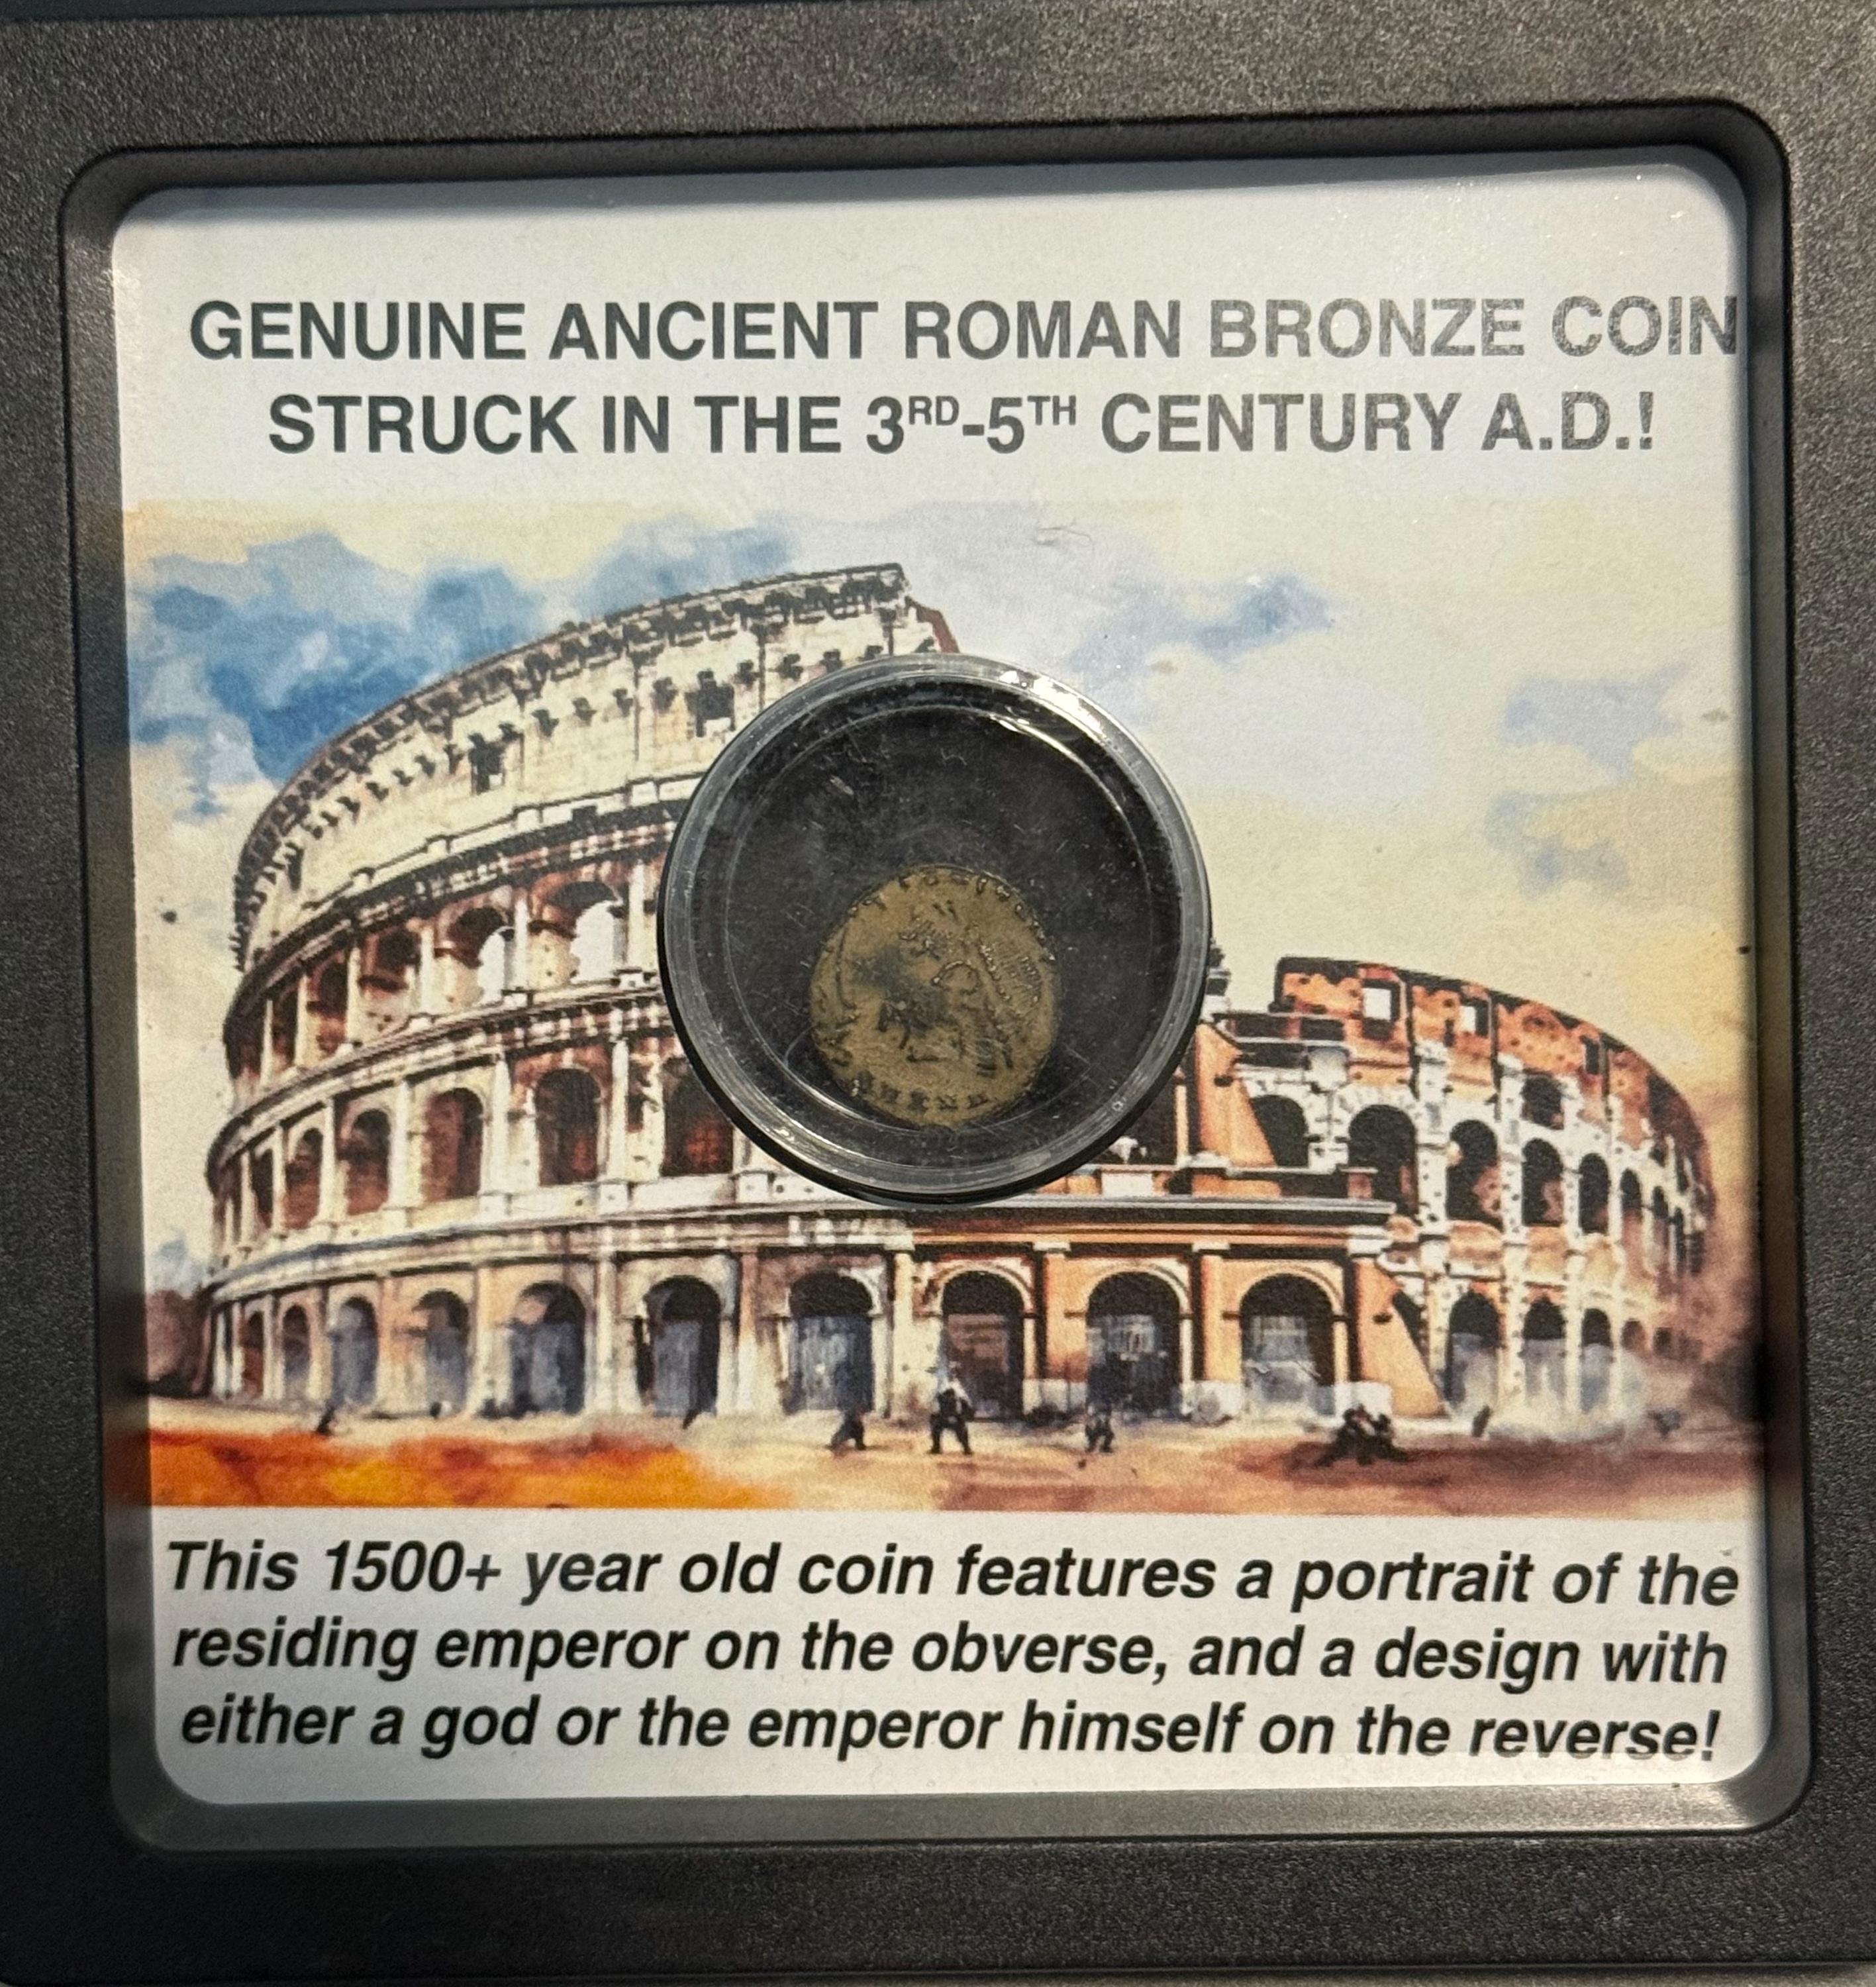 GENUINE ANCIENT ROMAN BRONZE COIN
STRUCK IN THE 3RD-5TH CENTURY A.D.!
This 1500+ year old coin features a portrait of the
residing emperor on the obverse, and a design with
either a god or the emperor himself on the reverse!